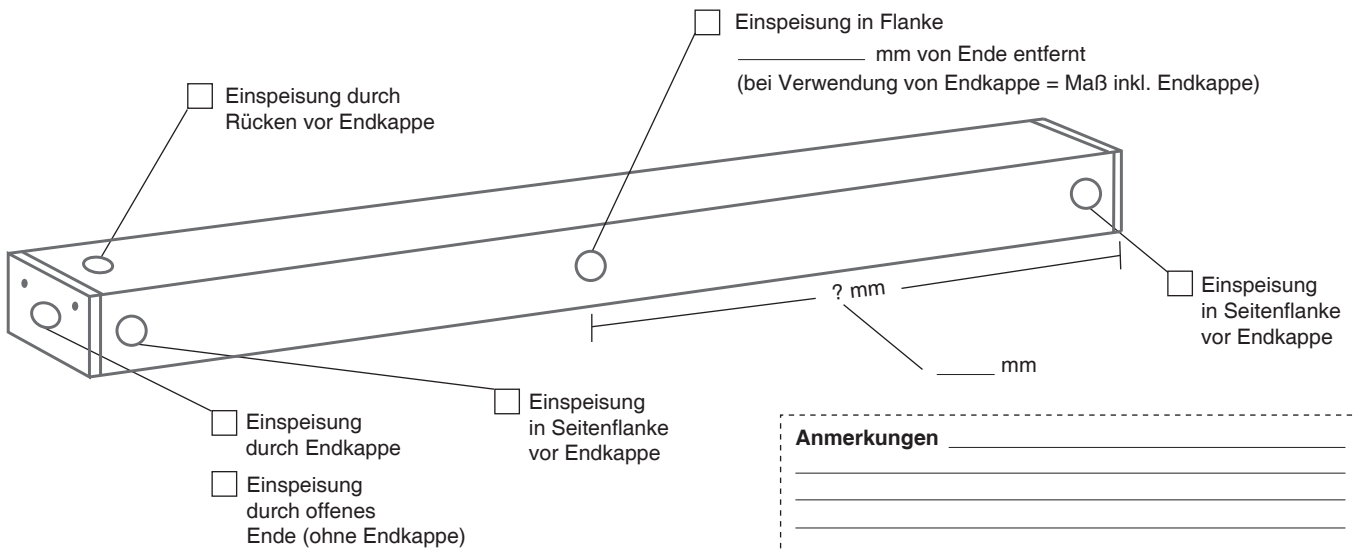 Einspeisung in Flanke
__________ mm von Ende entfernt
(bei Verwendung von Endkappe = Maß inkl. Endkappe)
Einspeisung durch
Rücken vor Endkappe
? mm
_____ mm
Einspeisung
in Seitenflanke
vor Endkappe
Einspeisung
in Seitenflanke
vor Endkappe
Einspeisung
durch Endkappe
Einspeisung
durch offenes
Ende (ohne Endkappe)
Anmerkungen